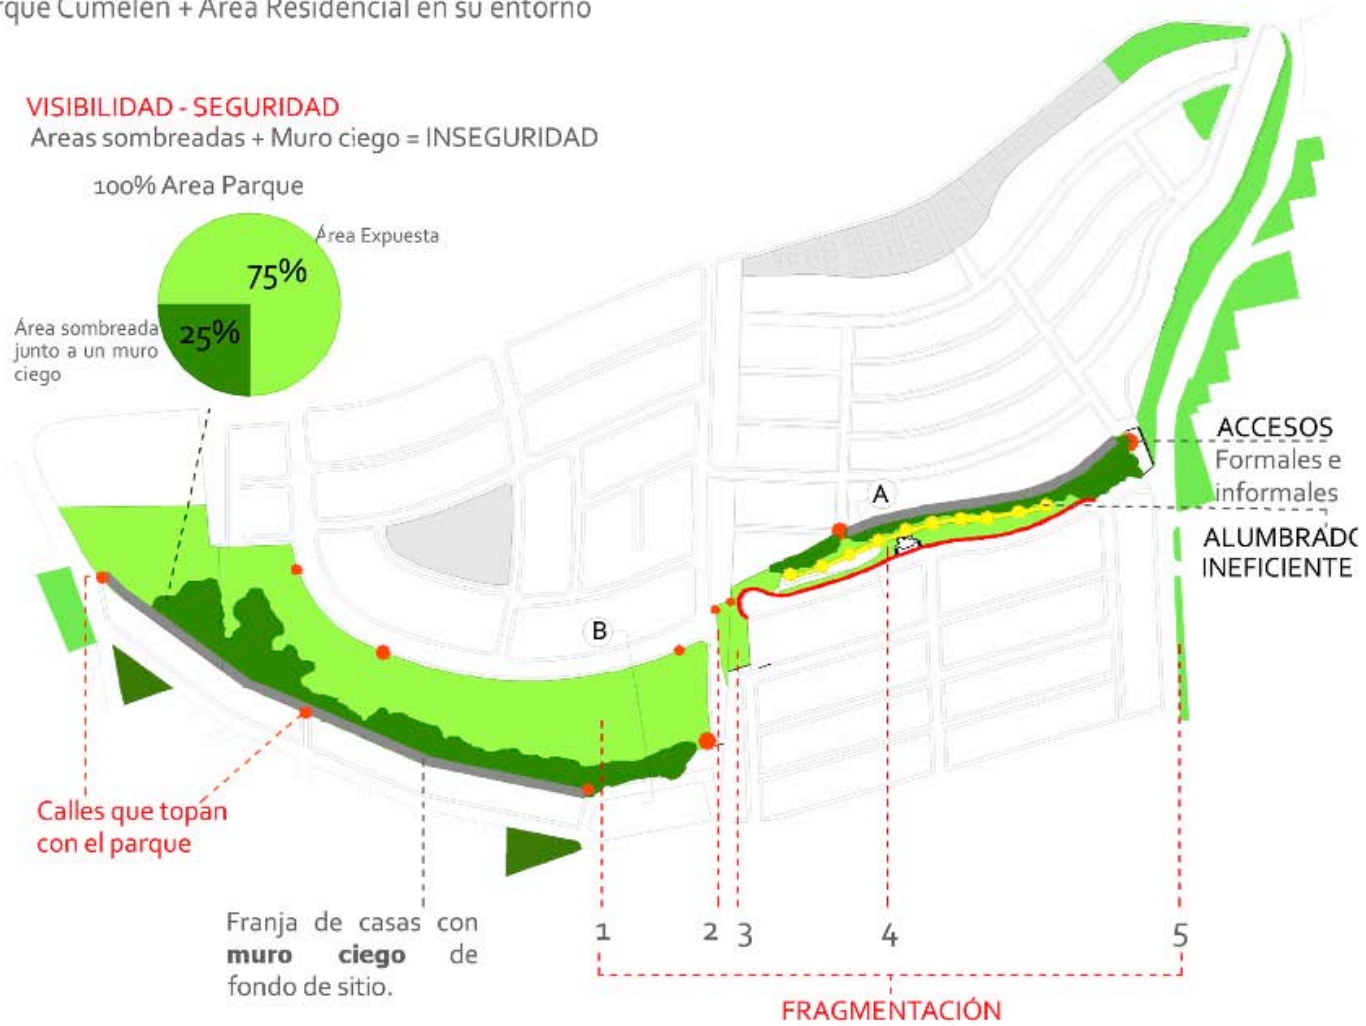 rque Cumelén + Area Residencial en su entorno
VISIBILIDAD - SEGURIDAD
Areas sombreadas + Muro ciego = INSEGURIDAD
100% Area Parque
Área Expuesta
75%
Área sombreada
junto a un muro
ciego
25%
ACCESOS
Formales e
informales
ALUMBRADO
INEFICIENTE
A
B
Calles que topan
con el parque
Franja de casas con
muro ciego de
fondo de sitio.
1
2
3
4
5
FRAGMENTACIÓN